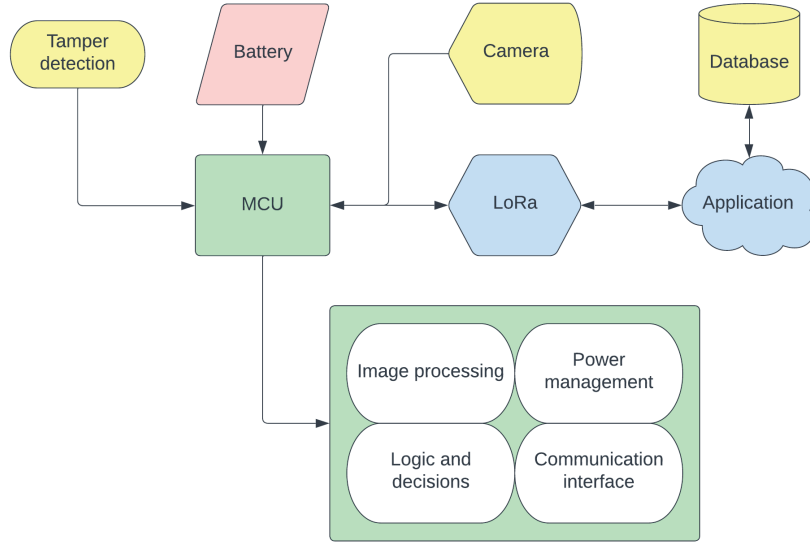 Tamper
detection
Battery
Camera
Database
MCU
LoRa
Application
Image processing
Power
management
Logic and
decisions
Communication
interface